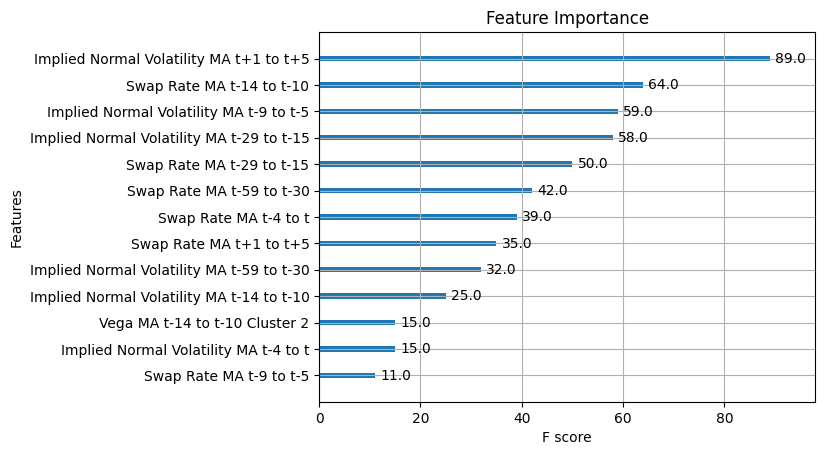 Feature Importance
Features
Implied Normal Volatility MA t+1 to t+5 89.0
Swap Rate MA t-14 to t-10 64.0
Implied Normal Volatility MA t-9 to t-5 59.0
Implied Normal Volatility MA t-29 to t-15 58.0
Swap Rate MA t-29 to t-15 50.0
Swap Rate MA t-59 to t-30 42.0
Swap Rate MA t-4 to t 39.0
Swap Rate MA t+1 to t+5 35.0
Implied Normal Volatility MA t-59 to t-30 32.0
Implied Normal Volatility MA t-14 to t-10 25.0
Vega MA t-14 to t-10 Cluster 2 15.0
Implied Normal Volatility MA t-4 to t 15.0
Swap Rate MA t-9 to t-5 11.0
0 20 40 60 80
F score